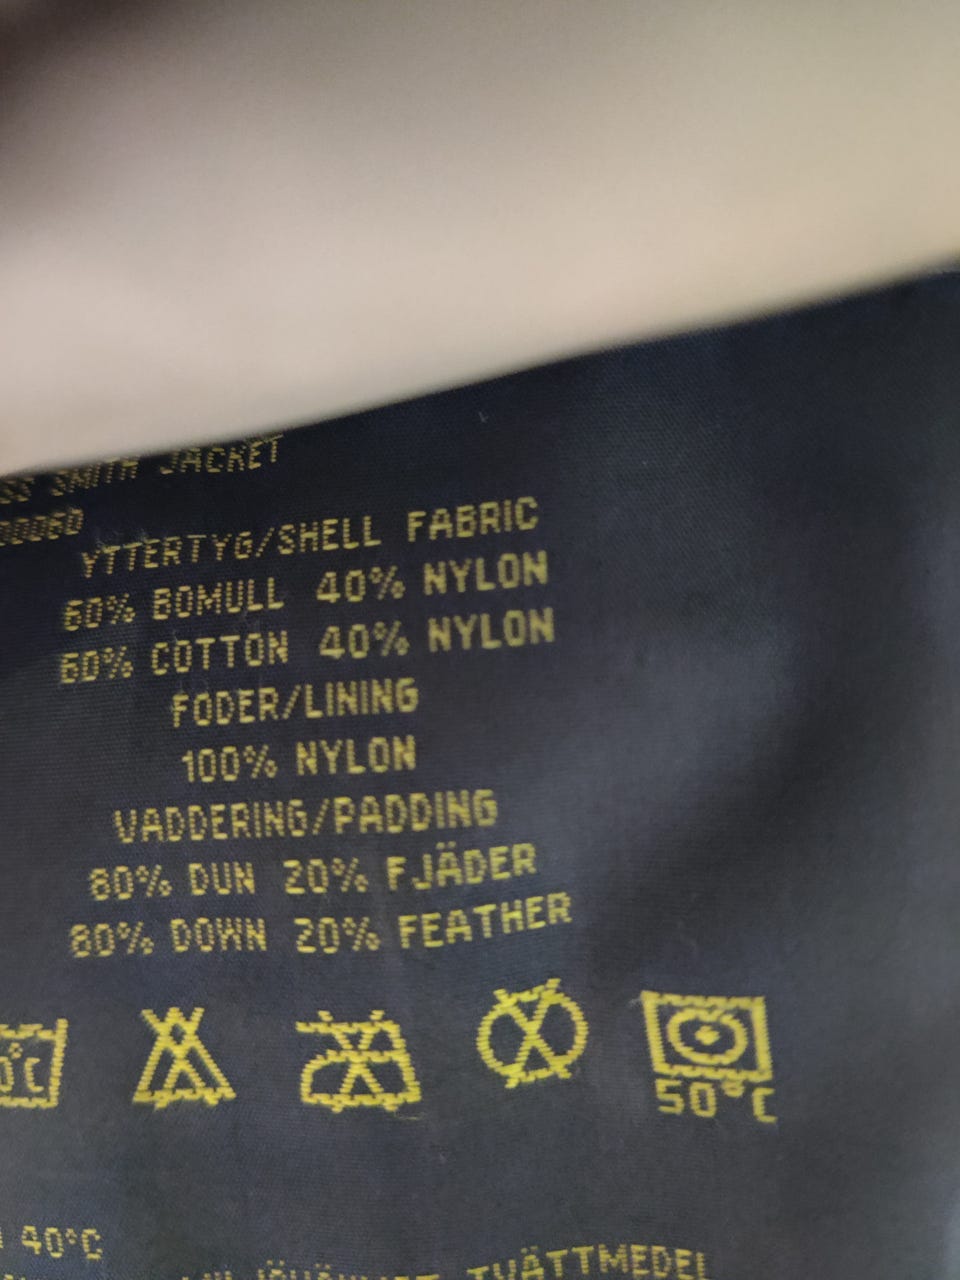 SMITH JACKET
YTTERTYG/SHELL FABRIC
60% BOMULL 40% NYLON
60% COTTON 40% NYLON
FODER/LINING
100% NYLON
VADDERING/PADDING
80% DUN 20% FJÄDER
80% DOWN 20% FEATHER
0°C
50°C
40°C
TVÄTTMEDEL